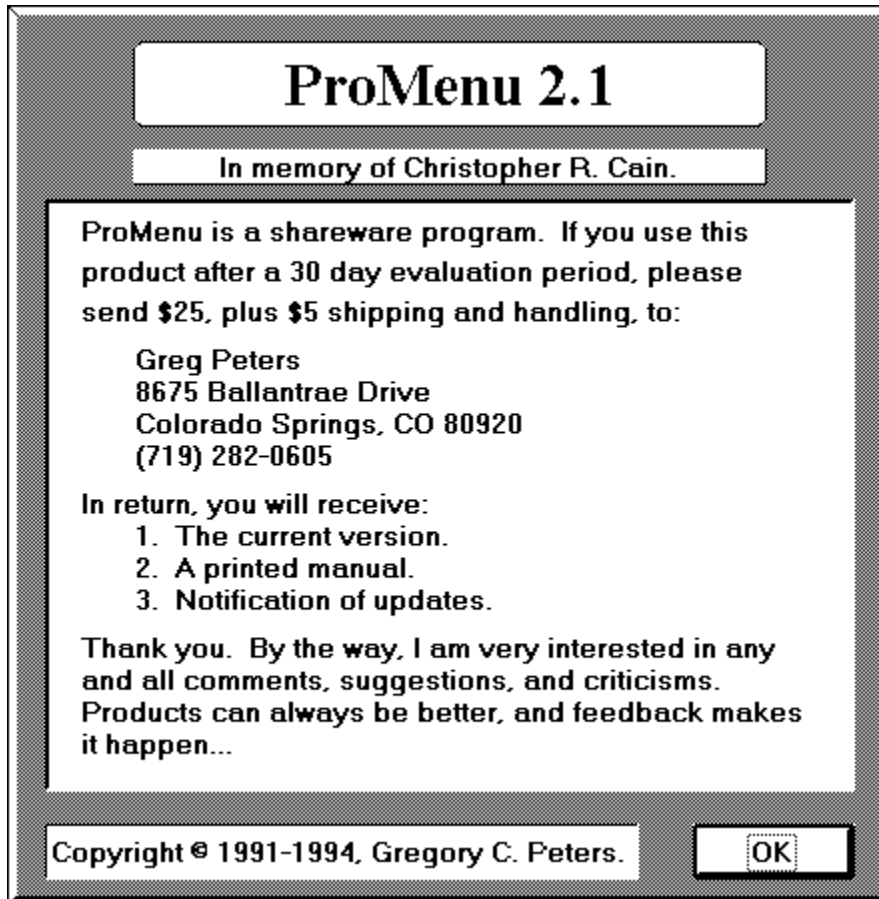 ProMenu 2.1
In memory of Christopher R. Cain.
ProMenu is a shareware program.  If you use this
product after a 30 day evaluation period, please
send $25, plus $5 shipping and handling, to:
Greg Peters
8675 Ballantrae Drive
Colorado Springs, CO 80920
(719) 282-0605
In return, you will receive:
1.  The current version.
2.  A printed manual.
3.  Notification of updates.
Thank you.  By the way, I am very interested in any
and all comments, suggestions, and criticisms.
Products can always be better, and feedback makes
it happen...
Copyright © 1991-1994, Gregory C. Peters.
OK